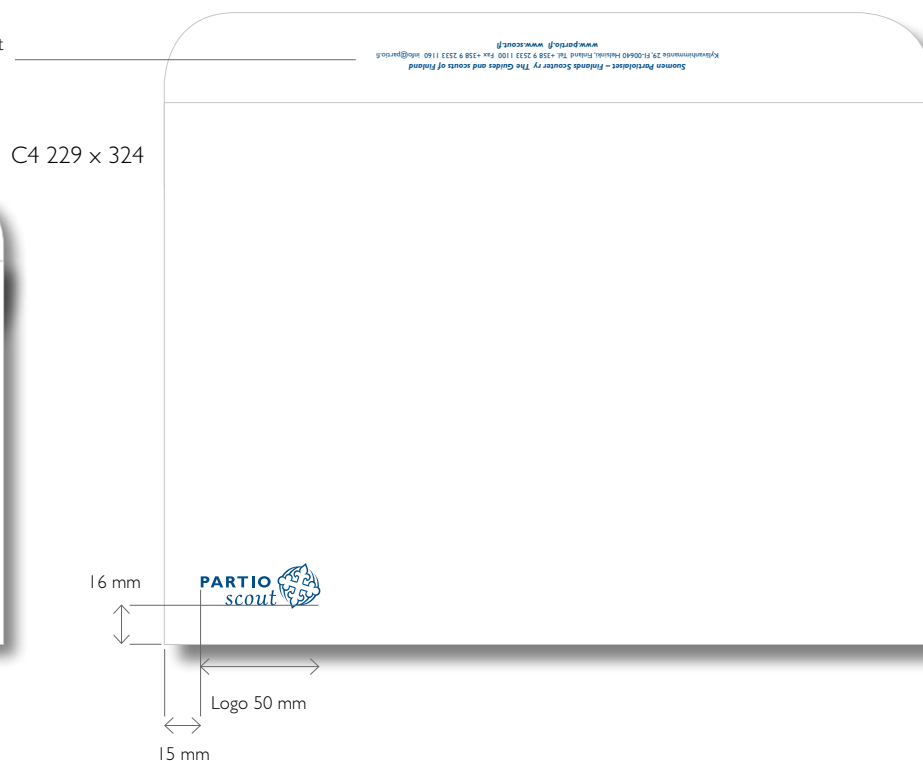 Suomen Partiolaiset – Finlands Scouter ry The Guides and scouts of Finland
Kylävanhimmantie 29, FI-00640 Helsinki, Finland Tel. +358 9 2533 1100 Fax +358 9 2533 1160 info@partio.fi
www.partio.fi www.scout.fi
C4 229 x 324
16 mm
PARTIO
scout
Logo 50 mm
15 mm